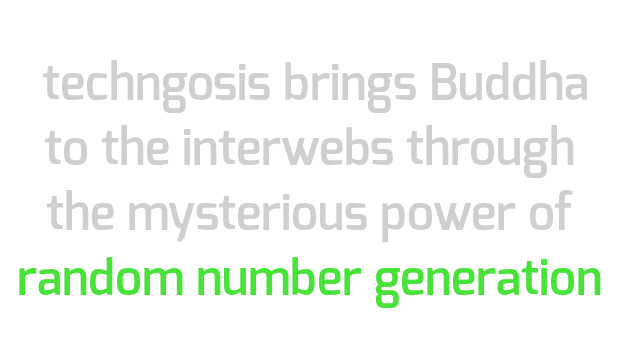 techngosis brings Buddha
to the interwebs through
the mysterious power of
random number generation